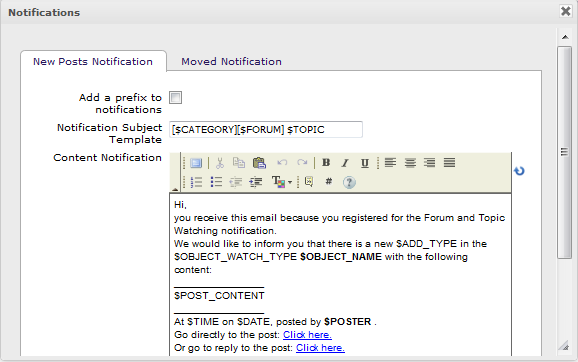 Notifications
New Posts Notification
Moved Notification
Add a prefix to
notifications
Notification Subject
Template
[$CATEGORY][$FORUM] $TOPIC
Content Notification
B I U
T
#
?
Hi,
you receive this email because you registered for the Forum and Topic
Watching notification.
We would like to inform you that there is a new $ADD_TYPE in the
$OBJECT_WATCH_TYPE $OBJECT_NAME with the following
content:
$POST_CONTENT
At $TIME on $DATE, posted by $POSTER .
Go directly to the post: Click here.
Or go to reply to the post: Click here.